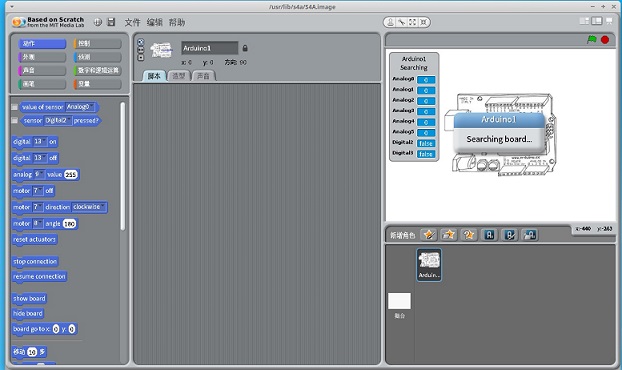 /usr/lib/s4a/S4A.image
Based on Scratch
from the MIT Media Lab
文件 编辑 帮助
动作 控制
外观 侦测
声音 数字和逻辑运算
画笔 变量
value of sensor Analog0
sensor Digital2 pressed?
digital 13 on
digital 13 off
analog value 255
motor 7 off
motor 7 direction clockwise
motor 8 angle 180
reset actuators
stop connection
resume connection
show board
hide board
board go to x: 0 y: 0
移动 10 步
Arduino1
x: 0 y: 0 方向: 90
脚本 造型 声音
Arduino1
Searching
Analog0 0
Analog1 0
Analog2 0
Analog3 0
Analog4 0
Analog5 0
Digital2 false
Digital3 false
Arduino1
Searching board...
新增角色
x:-440 y:-263
Arduin...
舞台